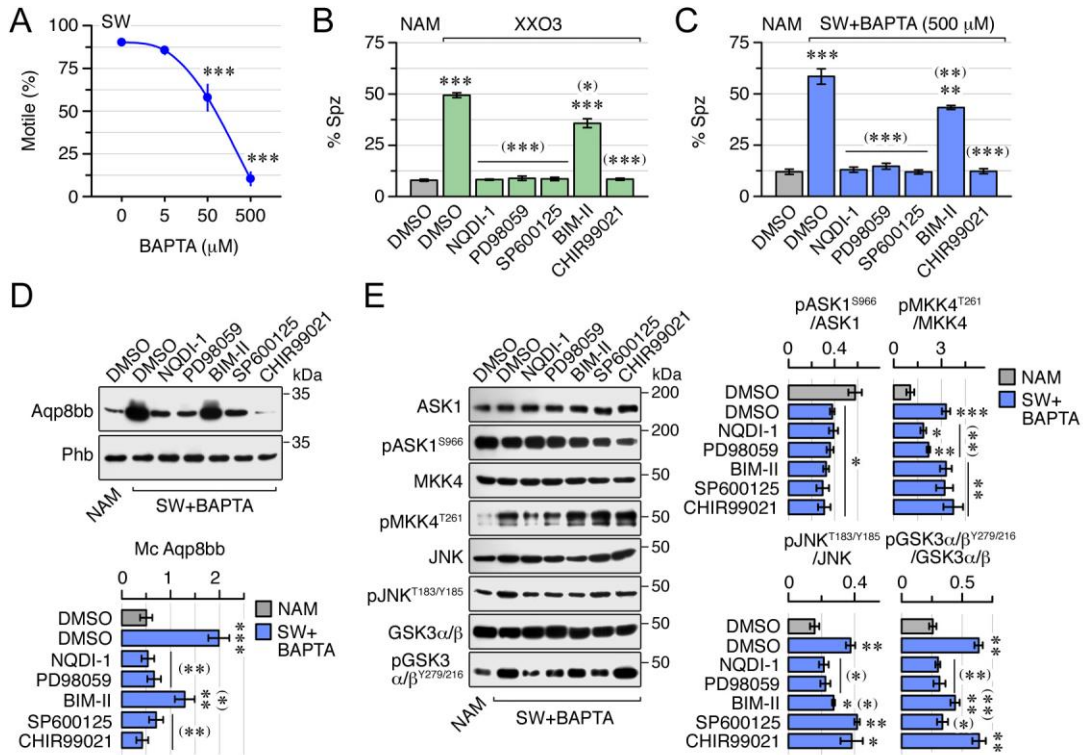 A
SW
Motile (%)
100
75
50
25
0
***
***
0 5 50 500
BAPTA (µM)
B
NAM XXO3
% Spz
75
50
25
0
***
(***)
(*)
***
(***)
DMSO
DMSO
NQDI-1
PD98059
SP600125
BIM-II
CHIR99021
C
NAM SW+BAPTA (500 µM)
% Spz
75
50
25
0
***
(***)
(**)
**
(***)
DMSO
DMSO
NQDI-1
PD98059
SP600125
BIM-II
CHIR99021
D
DMSO
DMSO
NQDI-1
PD98059
BIM-II
SP600125
CHIR99021
kDa
Aqp8bb
35
Phb
35
NAM
SW+BAPTA
Mc Aqp8bb
0 1 2
DMSO
DMSO ***
NQDI-1
PD98059
(**)
BIM-II ** (*)
SP600125
CHIR99021
(**)
NAM
SW+
BAPTA
E
DMSO
DMSO
NQDI-1
PD98059
BIM-II
SP600125
CHIR99021
kDa
ASK1
200
pASK1S966
200
MKK4
50
pMKK4T261
50
JNK
50
pJNKT183/Y185
50
GSK3α/β
50
pGSK3
α/βY279/216
50
NAM
SW+BAPTA
pASK1S966
/ASK1
0 0.4
DMSO
DMSO
NQDI-1
PD98059
BIM-II
SP600125
CHIR99021
*
pMKK4T261
/MKK4
0 3
***
*
**
(**)
**
NAM
SW+
BAPTA
pJNKT183/Y185
/JNK
0 0.4
DMSO
DMSO **
NQDI-1
PD98059
(*)
BIM-II * (*)
SP600125 **
CHIR99021 *
pGSK3α/βY279/216
/GSK3α/β
0 0.5
**
(**)
** (**)
(*)
**